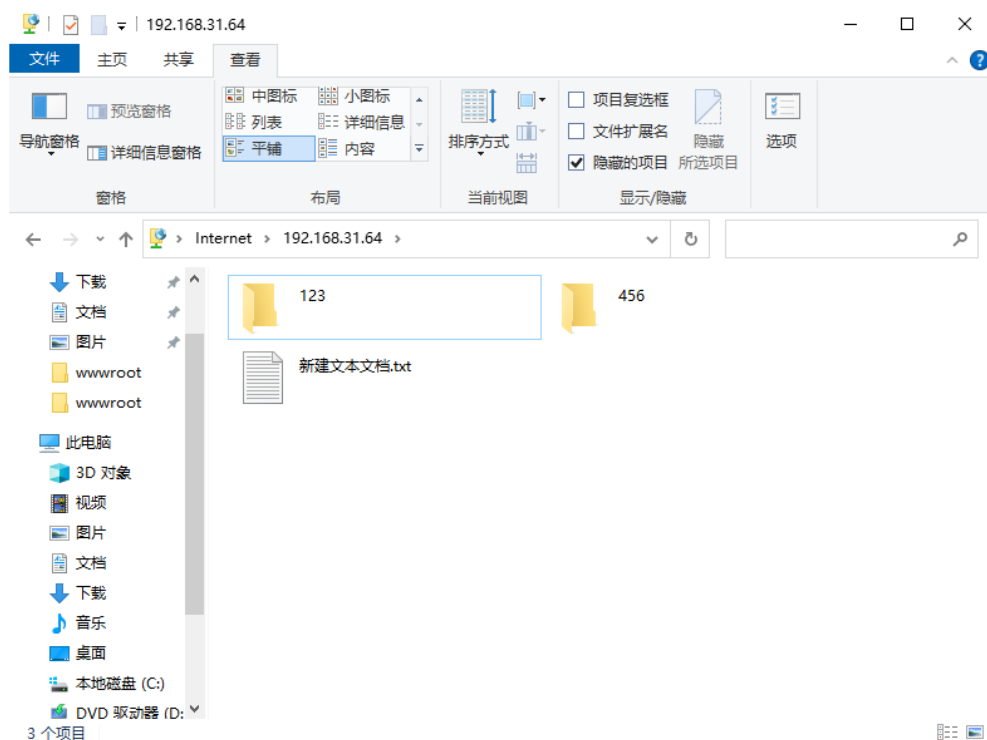 192.168.31.64
文件 主页 共享 查看
导航窗格
预览窗格
详细信息窗格
窗格
中图标 小图标
列表 详细信息
平铺 内容
布局
排序方式
当前视图
项目复选框
文件扩展名
隐藏的项目
隐藏
所选项目
显示/隐藏
选项
Internet 192.168.31.64
下载
文档
图片
wwwroot
wwwroot
此电脑
3D 对象
视频
图片
文档
下载
音乐
桌面
本地磁盘 (C:)
DVD 驱动器 (D:
123
456
新建文本文档.txt
3 个项目